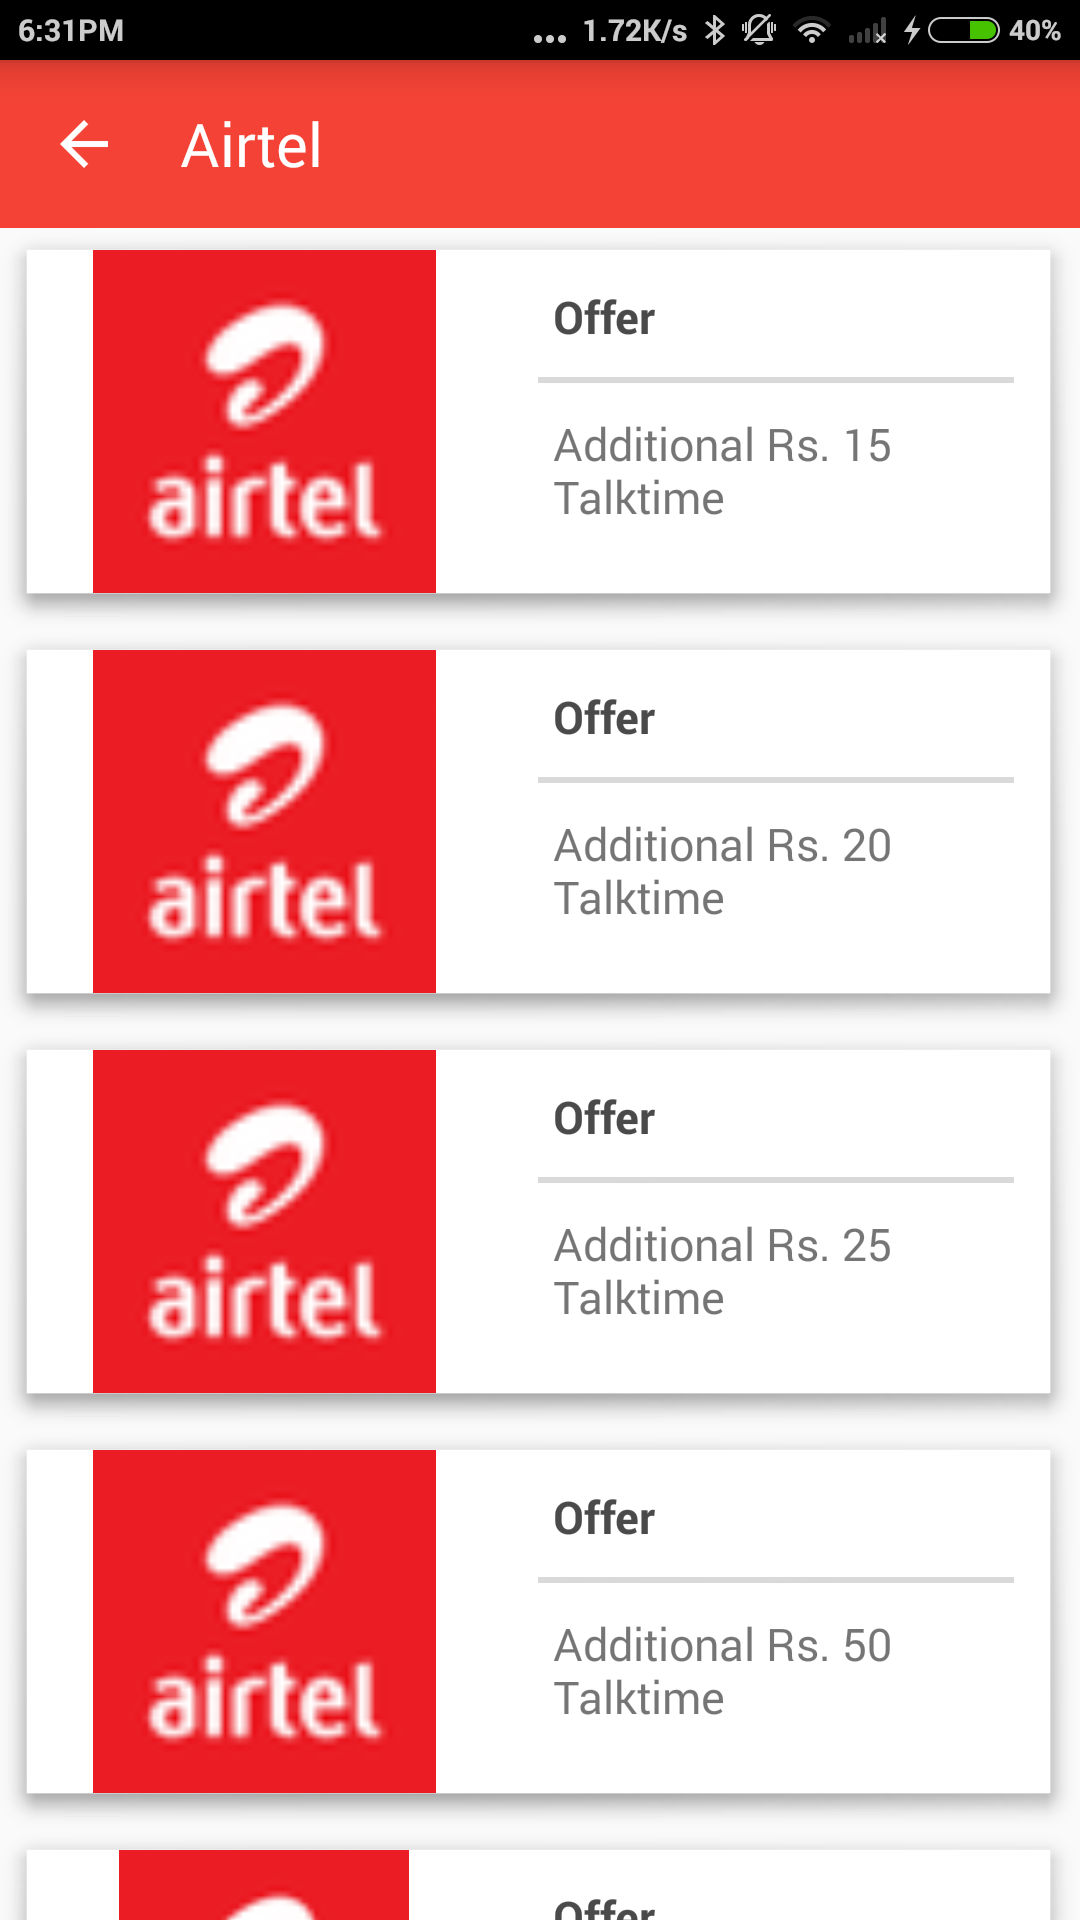 6:31PM ... 1.72K/s 40%
Airtel
airtel
Offer
Additional Rs. 15
Talktime
airtel
Offer
Additional Rs. 20
Talktime
airtel
Offer
Additional Rs. 25
Talktime
airtel
Offer
Additional Rs. 50
Talktime
Offer